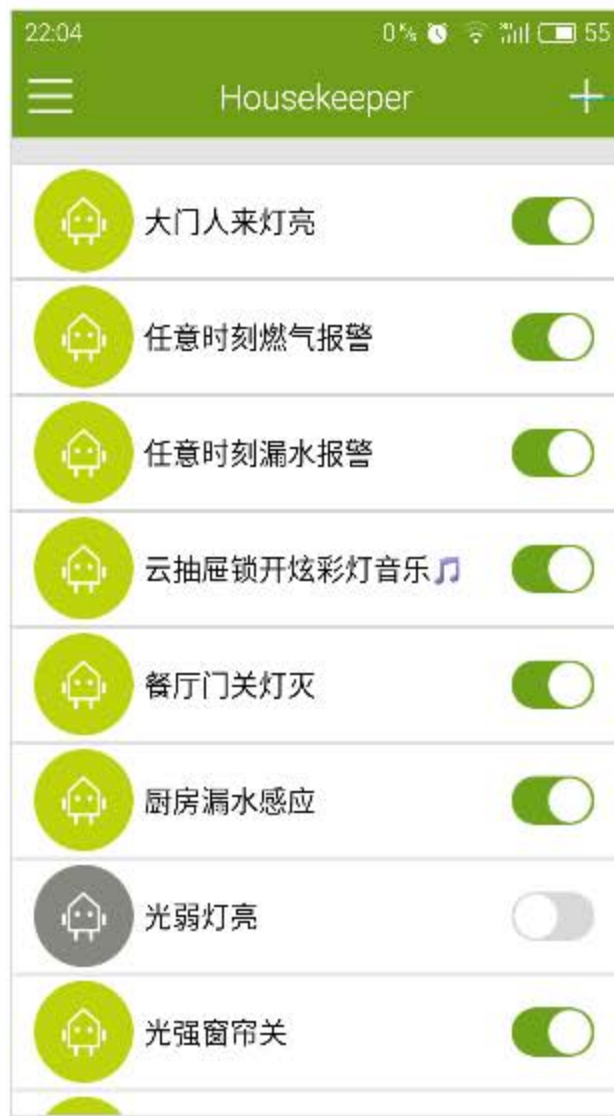 22:04 0 K/s 55
Housekeeper
大门人来灯亮
任意时刻燃气报警
任意时刻漏水报警
云抽屉锁开炫彩灯音乐🎵
餐厅门关灯灭
厨房漏水感应
光弱灯亮
光强窗帘关